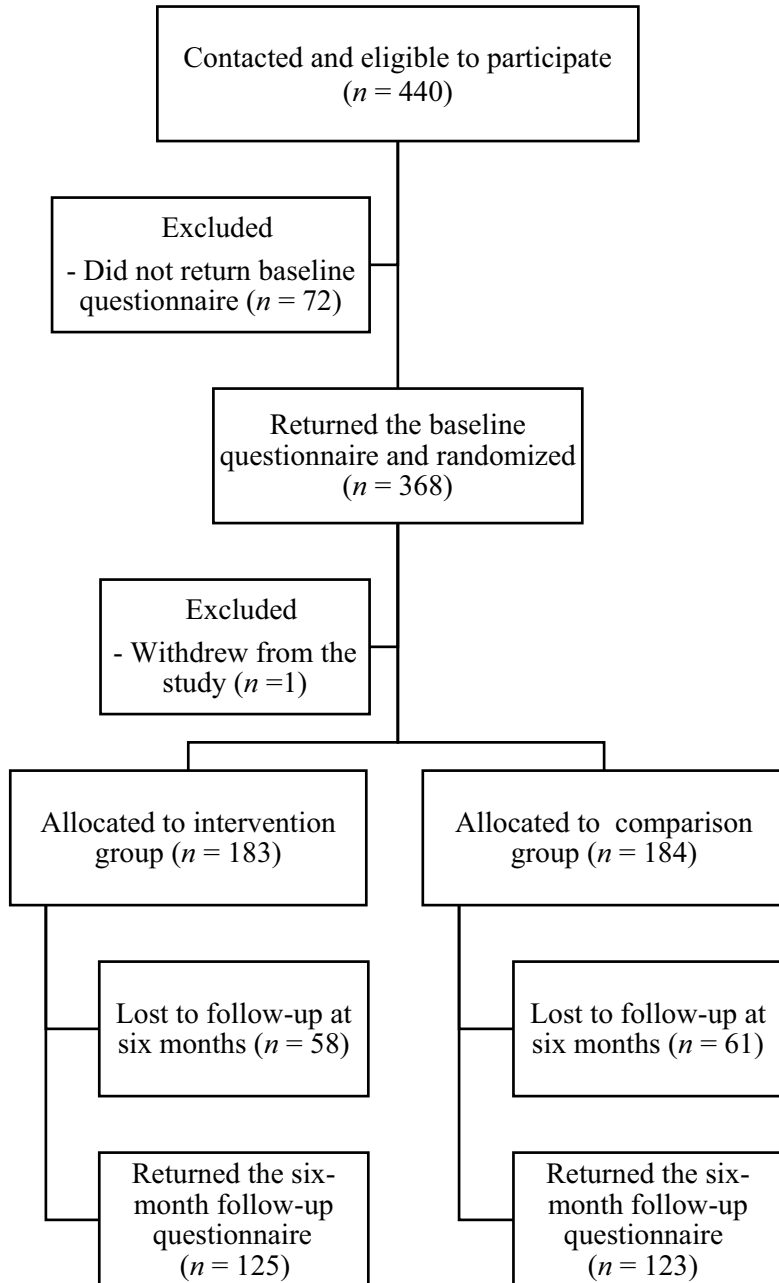 Contacted and eligible to participate
(n = 440)
Excluded
- Did not return baseline
questionnaire (n = 72)
Returned the baseline
questionnaire and randomized
(n = 368)
Excluded
- Withdrew from the
study (n =1)
Allocated to intervention
group (n = 183)
Allocated to comparison
group (n = 184)
Lost to follow-up at
six months (n = 58)
Lost to follow-up at
six months (n = 61)
Returned the six-
month follow-up
questionnaire
(n = 125)
Returned the six-
month follow-up
questionnaire
(n = 123)